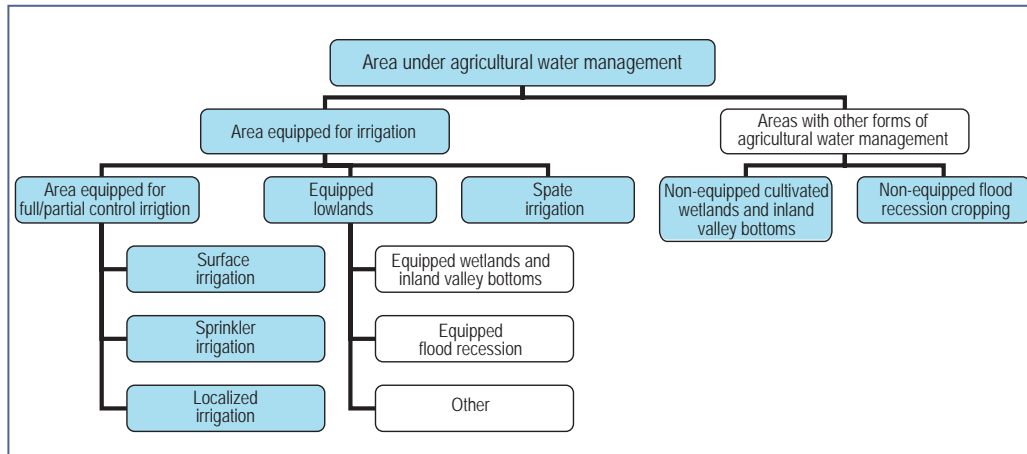 Area under agricultural water management
Area equipped for irrigation
Areas with other forms of
agricultural water management
Area equipped for
full/partial control irrigtion
Equipped
lowlands
Spate
irrigation
Non-equipped cultivated
wetlands and inland
valley bottoms
Non-equipped flood
recession cropping
Surface
irrigation
Equipped wetlands and
inland valley bottoms
Sprinkler
irrigation
Equipped
flood recession
Localized
irrigation
Other